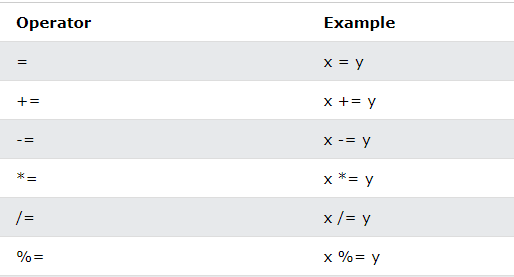 Operator Example
= x = y
+= x += y
-= x -= y
*= x *= y
/= x /= y
%= x %= y